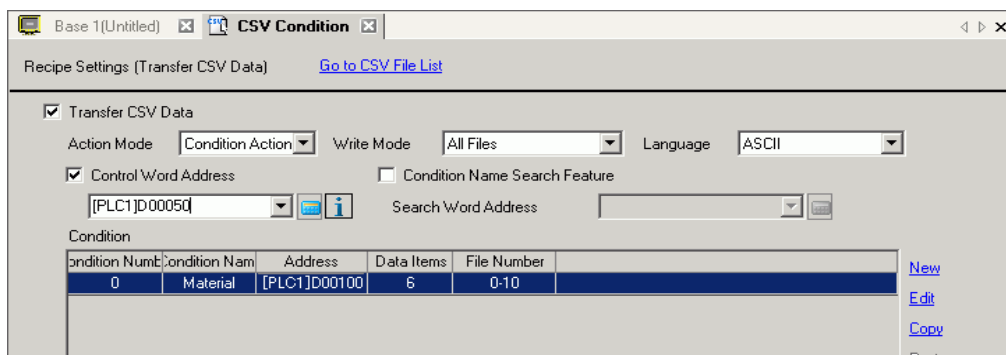 Base 1(Untitled) CSV Condition
Recipe Settings (Transfer CSV Data) Go to CSV File List
Transfer CSV Data
Action Mode Condition Action Write Mode All Files Language ASCII
Control Word Address Condition Name Search Feature
[PLC1]D00050 Search Word Address
Condition
ondition Numb ondition Nam Address Data Items File Number
0 Material [PLC1]D00100 6 0-10
New
Edit
Copy